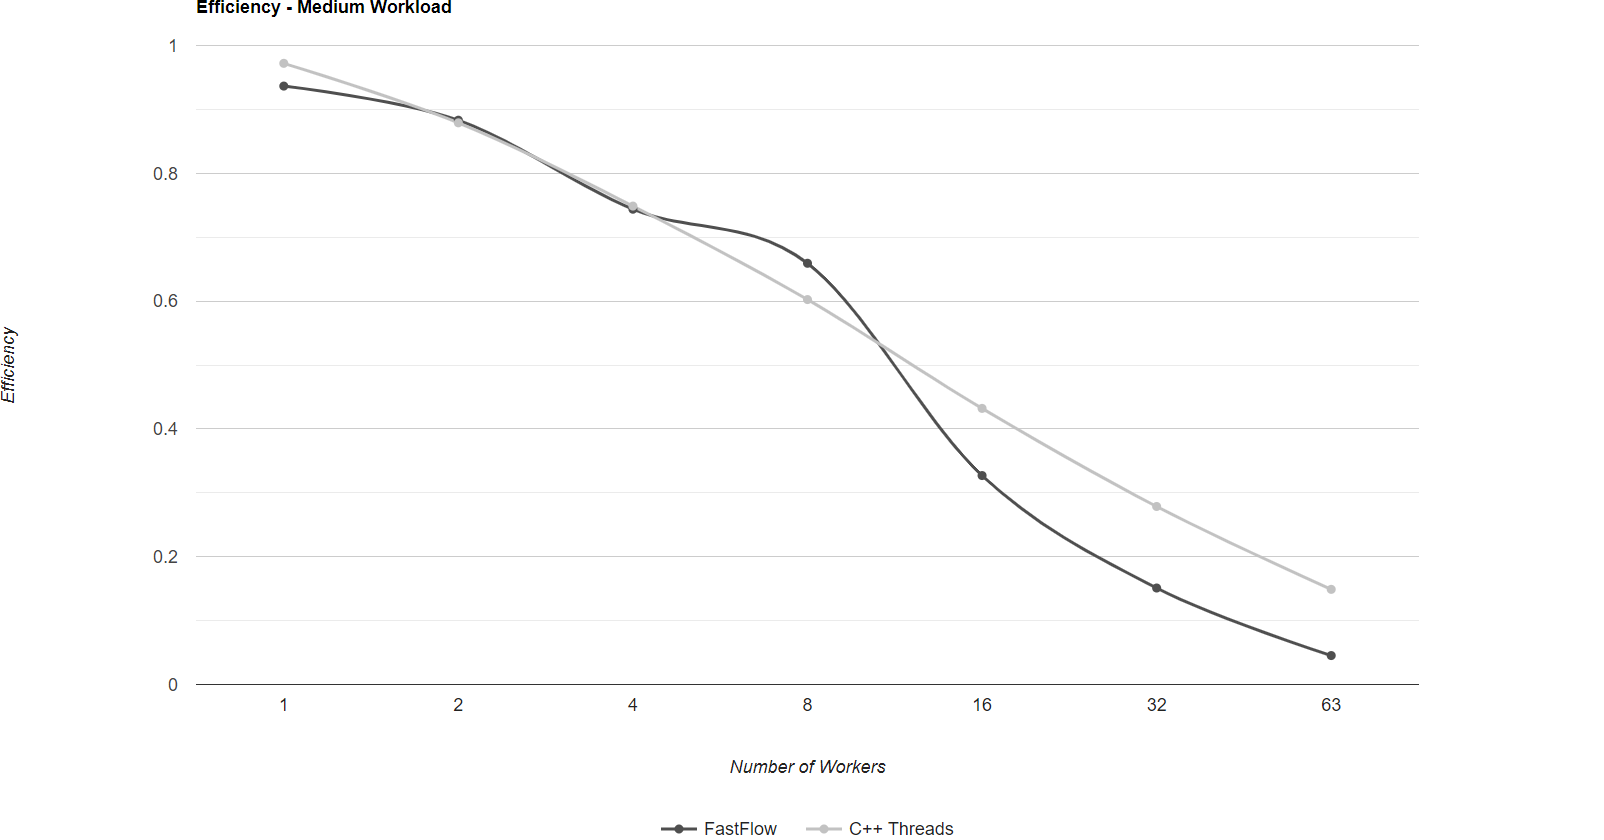 Efficiency - Medium Workload
1
0.8
0.6
0.4
0.2
0
Efficiency
1 2 4 8 16 32 63
Number of Workers
FastFlow C++ Threads